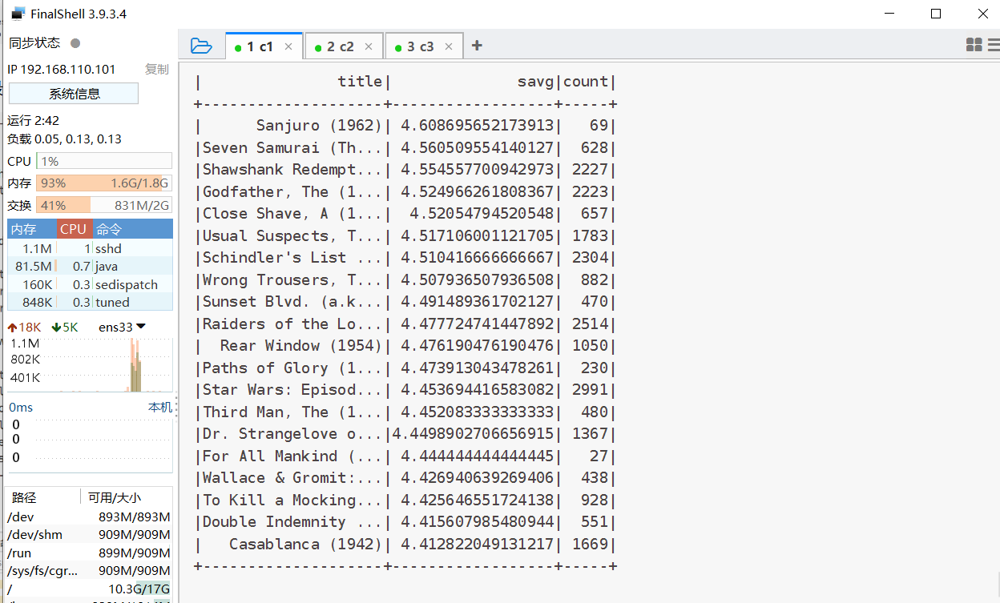 FinalShell 3.9.3.4
同步状态
IP 192.168.110.101 复制
系统信息
运行 2:42
负载 0.05, 0.13, 0.13
CPU 1%
内存 93% 1.6G/1.8G
交换 41% 831M/2G
内存 CPU 命令
1.1M 1 sshd
81.5M 0.7 java
160K 0.3 sedispatch
848K 0.3 tuned
18K 5K ens33
1.1M
802K
401K
0ms 本机
0
0
0
路径 可用/大小
/dev 893M/893M
/dev/shm 909M/909M
/run 899M/909M
/sys/fs/cgr... 909M/909M
/ 10.3G/17G
1 c1 × 2 c2 × 3 c3 × +
|               title|             savg|count|
+--------------------+-----------------+-----+
|      Sanjuro (1962)| 4.608695652173913|   69|
|Seven Samurai (Th...| 4.560509554140127|  628|
|Shawshank Redempt...| 4.554557700942973| 2227|
|Godfather, The (1...| 4.524966261808367| 2223|
|Close Shave, A (1...|  4.52054794520548|  657|
|Usual Suspects, T...| 4.517106001121705| 1783|
|Schindler's List ...| 4.510416666666667| 2304|
|Wrong Trousers, T...| 4.507936507936508|  882|
|Sunset Blvd. (a.k...| 4.491489361702127|  470|
|Raiders of the Lo...| 4.477724741447892| 2514|
|  Rear Window (1954)| 4.476190476190476| 1050|
|Paths of Glory (1...| 4.473913043478261|  230|
|Star Wars: Episod...| 4.453694416583082| 2991|
|Third Man, The (1...| 4.452083333333333|  480|
|Dr. Strangelove o...|4.4498902706656915| 1367|
|For All Mankind (...| 4.444444444444445|   27|
|Wallace & Gromit:...| 4.426940639269406|  438|
|To Kill a Mocking...| 4.425646551724138|  928|
|Double Indemnity ...| 4.415607985480944|  551|
|   Casablanca (1942)| 4.412822049131217| 1669|
+--------------------+-----------------+-----+